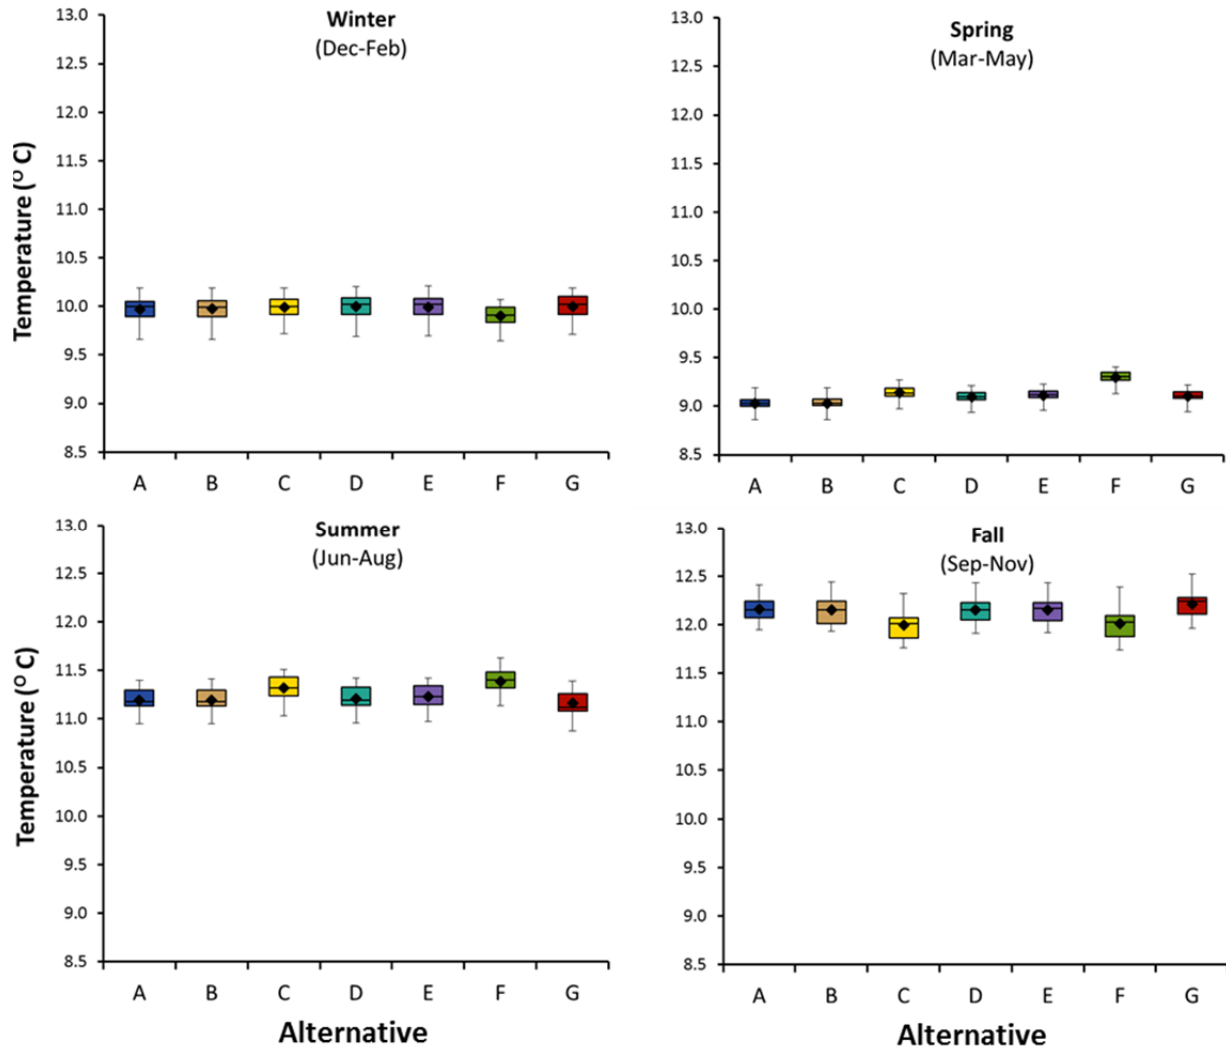 Winter
(Dec-Feb)
Temperature (º C)
13.0
12.5
12.0
11.5
11.0
10.5
10.0
9.5
9.0
8.5
A B C D E F G
Spring
(Mar-May)
13.0
12.5
12.0
11.5
11.0
10.5
10.0
9.5
9.0
8.5
A B C D E F G
Summer
(Jun-Aug)
Temperature (º C)
13.0
12.5
12.0
11.5
11.0
10.5
10.0
9.5
9.0
8.5
A B C D E F G
Alternative
Fall
(Sep-Nov)
13.0
12.5
12.0
11.5
11.0
10.5
10.0
9.5
9.0
8.5
A B C D E F G
Alternative